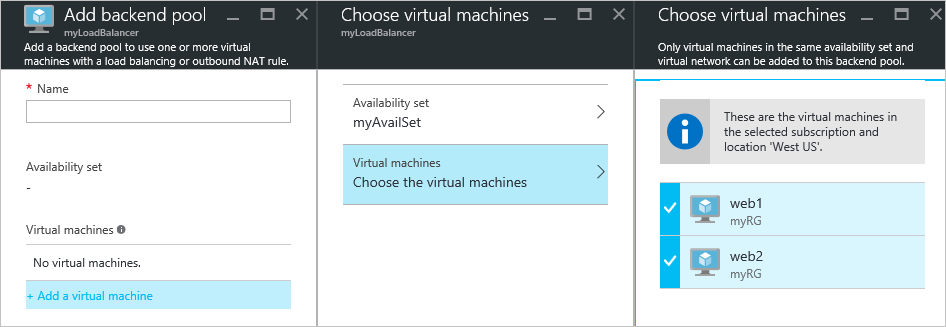 Add backend pool
myLoadBalancer
Add a backend pool to use one or more virtual
machines with a load balancing or outbound NAT rule.
* Name
Availability set
-
Virtual machines
No virtual machines.
+ Add a virtual machine
Choose virtual machines
myLoadBalancer
Availability set
myAvailSet
Virtual machines
Choose the virtual machines
Choose virtual machines
Only virtual machines in the same availability set and
virtual network can be added to this backend pool.
These are the virtual machines in
the selected subscription and
location 'West US'.
web1
myRG
web2
myRG